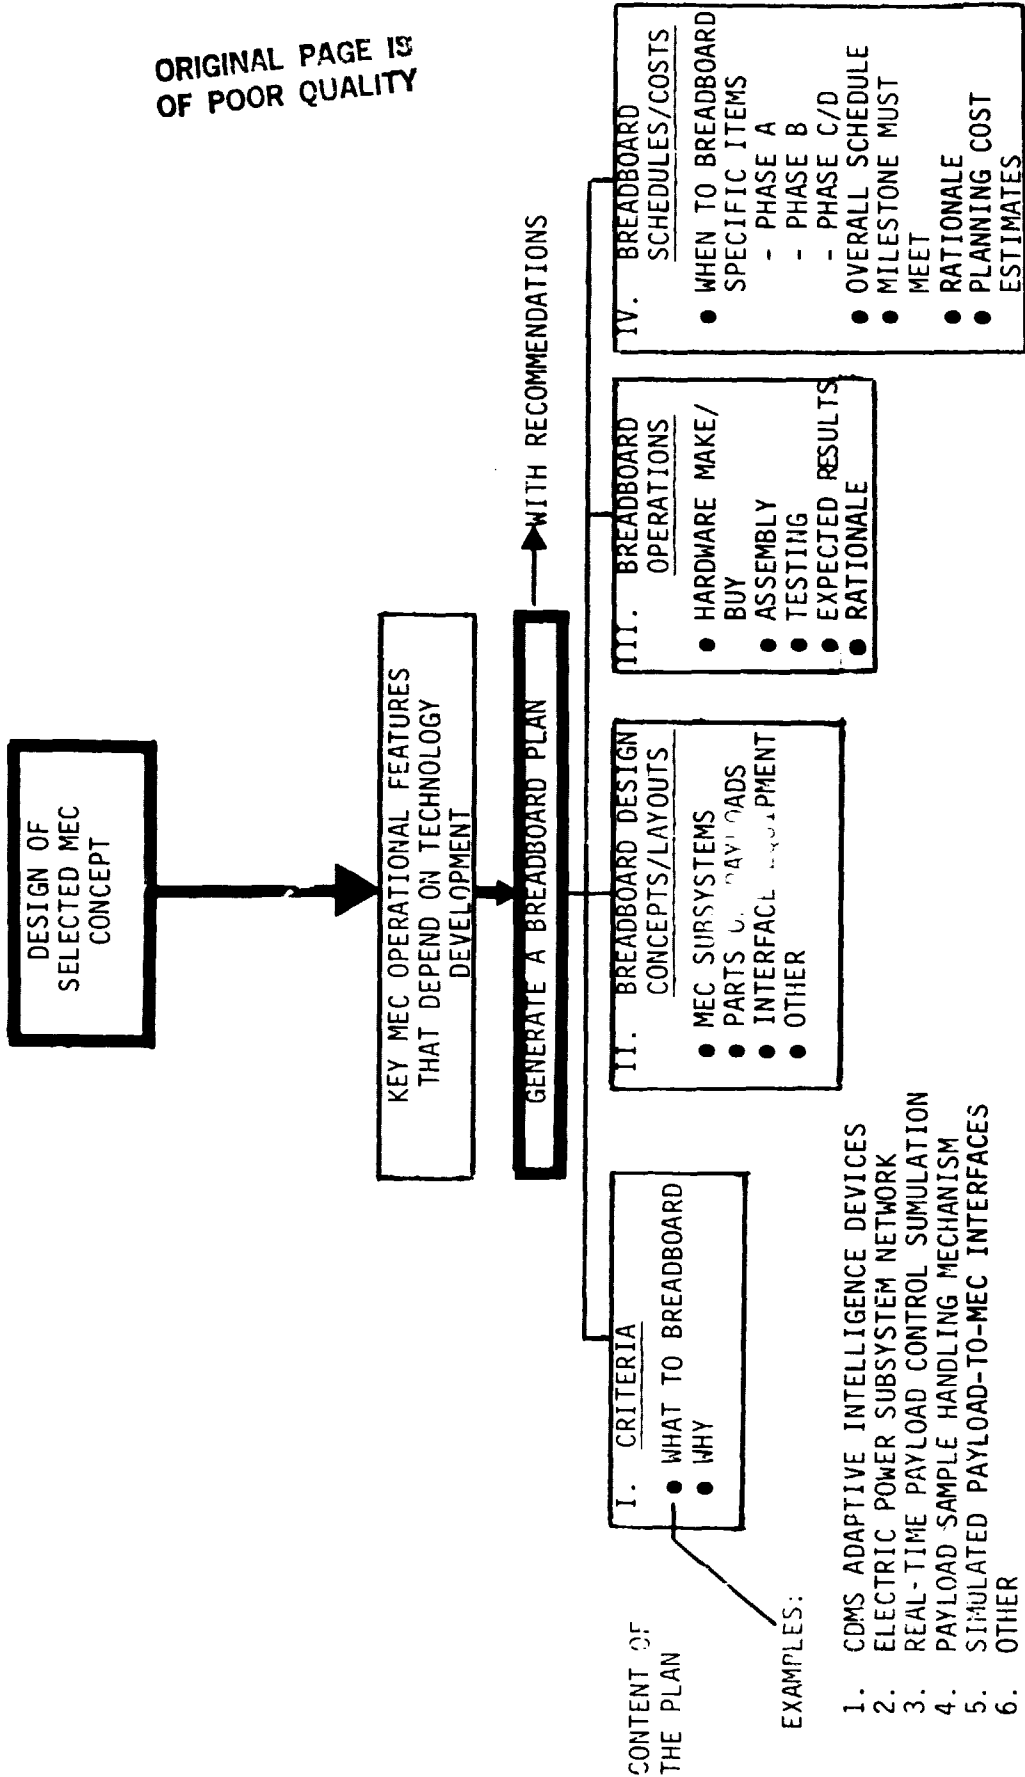 ORIGINAL PAGE IS
OF POOR QUALITY
DESIGN OF
SELECTED MEC
CONCEPT
KEY MEC OPERATIONAL FEATURES
THAT DEPEND ON TECHNOLOGY
DEVELOPMENT
GENERATE A BREADBOARD PLAN
WITH RECOMMENDATIONS
CONTENT OF
THE PLAN
I. CRITERIA
● WHAT TO BREADBOARD
● WHY
EXAMPLES:
1. CDMS ADAPTIVE INTELLIGENCE DEVICES
2. ELECTRIC POWER SUBSYSTEM NETWORK
3. REAL-TIME PAYLOAD CONTROL SUMULATION
4. PAYLOAD SAMPLE HANDLING MECHANISM
5. SIMULATED PAYLOAD-TO-MEC INTERFACES
6. OTHER
II. BREADBOARD DESIGN
CONCEPTS/LAYOUTS
● MEC SUBSYSTEMS
● PARTS OF PAYLOADS
● INTERFACE EQUIPMENT
● OTHER
III. BREADBOARD
OPERATIONS
● HARDWARE MAKE/
BUY
● ASSEMBLY
● TESTING
● EXPECTED RESULTS
● RATIONALE
IV. BREADBOARD
SCHEDULES/COSTS
● WHEN TO BREADBOARD
SPECIFIC ITEMS
- PHASE A
- PHASE B
- PHASE C/D
● OVERALL SCHEDULE
● MILESTONE MUST
MEET
● RATIONALE
● PLANNING COST
ESTIMATES